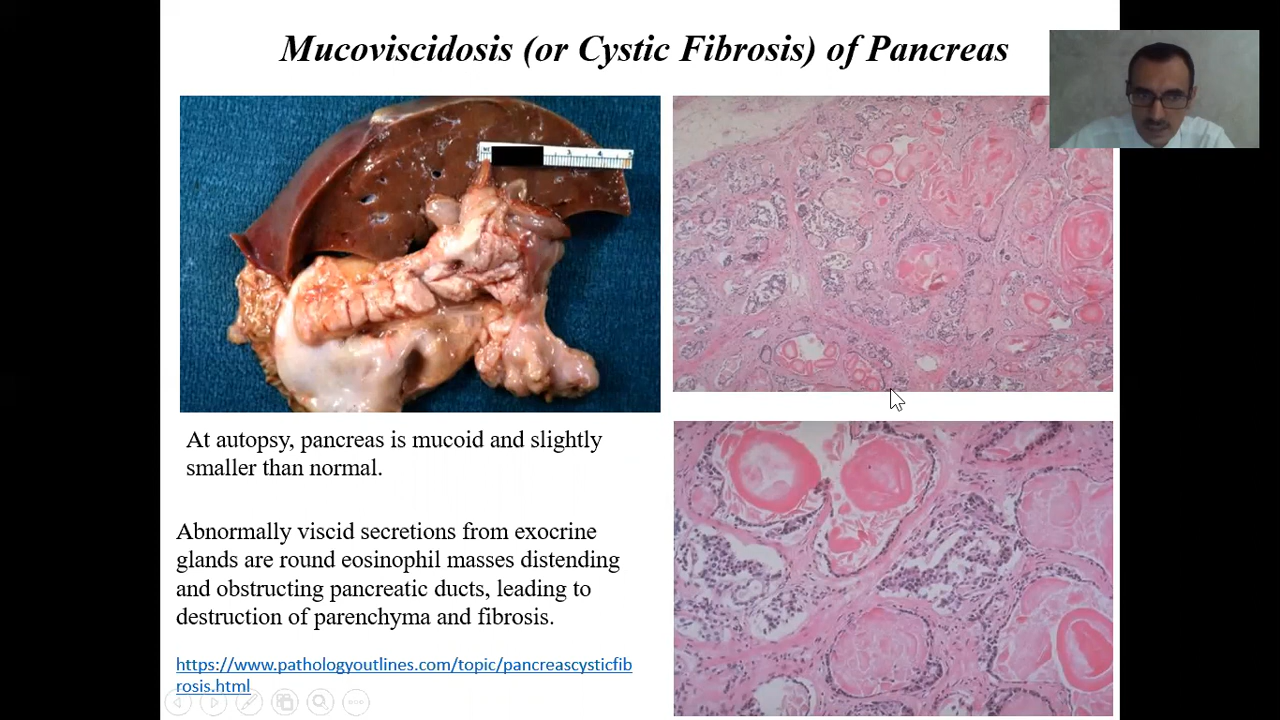 Mucoviscidosis (or Cystic Fibrosis) of Pancreas
At autopsy, pancreas is mucoid and slightly
smaller than normal.
Abnormally viscid secretions from exocrine
glands are round eosinophil masses distending
and obstructing pancreatic ducts, leading to
destruction of parenchyma and fibrosis.
https://www.pathologyoutlines.com/topic/pancreascysticfib
rosis.html